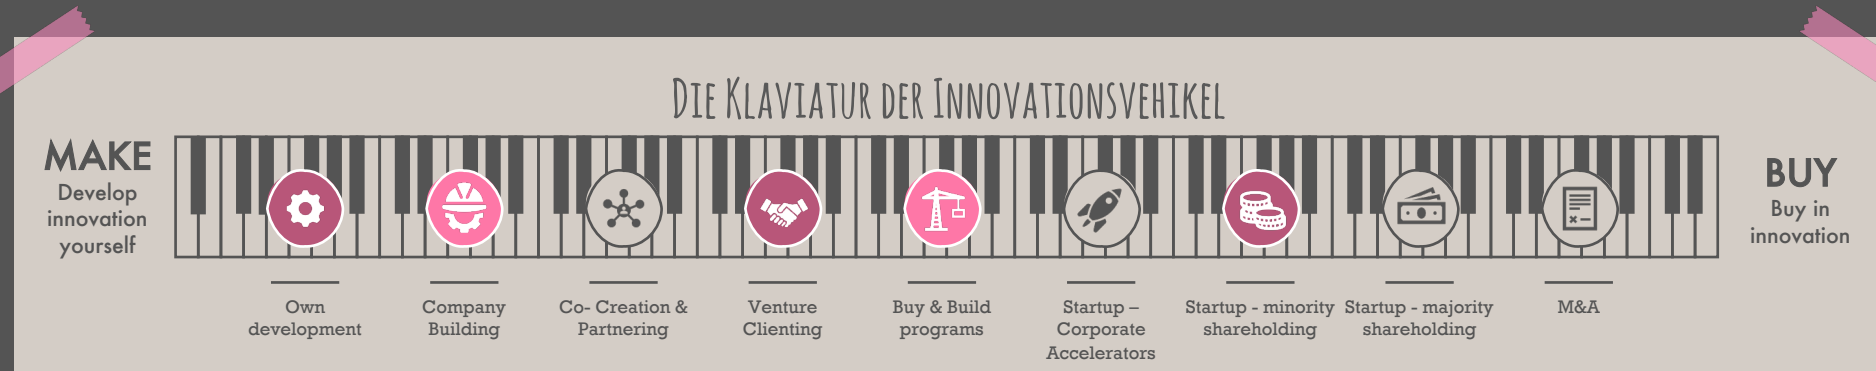 Die Klaviatur der Innovationsvehikel
MAKE
Develop
innovation
yourself
BUY
Buy in
innovation
Own
development
Company
Building
Co- Creation &
Partnering
Venture
Clienting
Buy & Build
programs
Startup –
Corporate
Accelerators
Startup - minority
shareholding
Startup - majority
shareholding
M&A